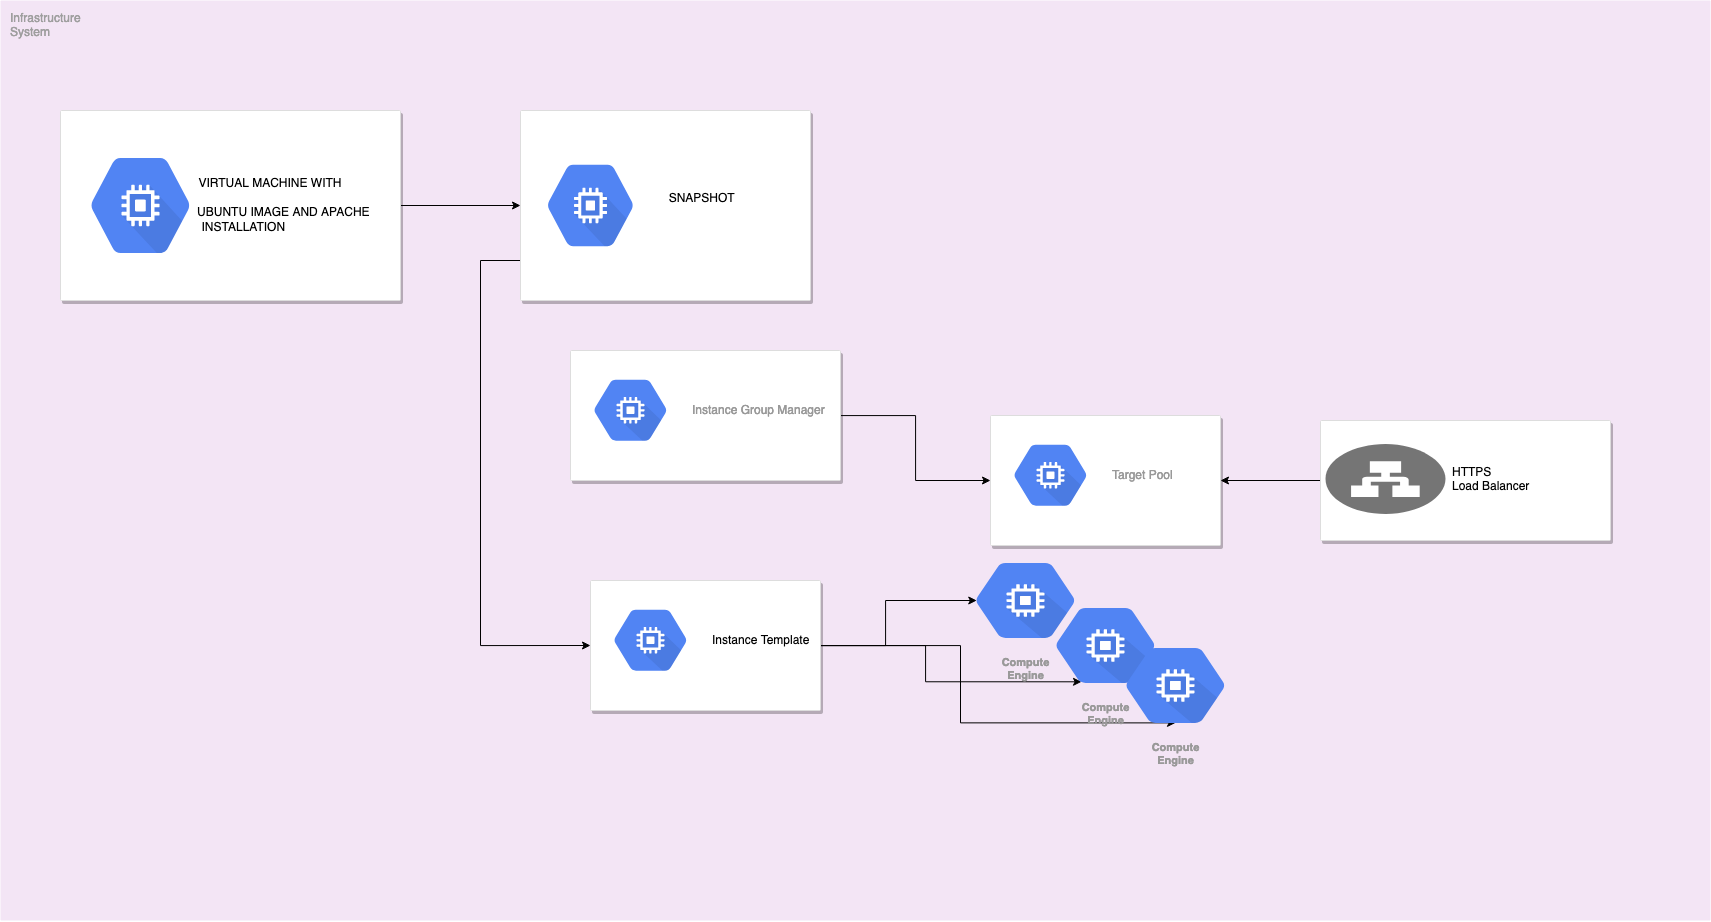 Infrastructure
System
VIRTUAL MACHINE WITH
UBUNTU IMAGE AND APACHE
INSTALLATION
SNAPSHOT
Instance Group Manager
Target Pool
HTTPS
Load Balancer
Instance Template
Compute
Engine
Compute
Engine
Compute
Engine